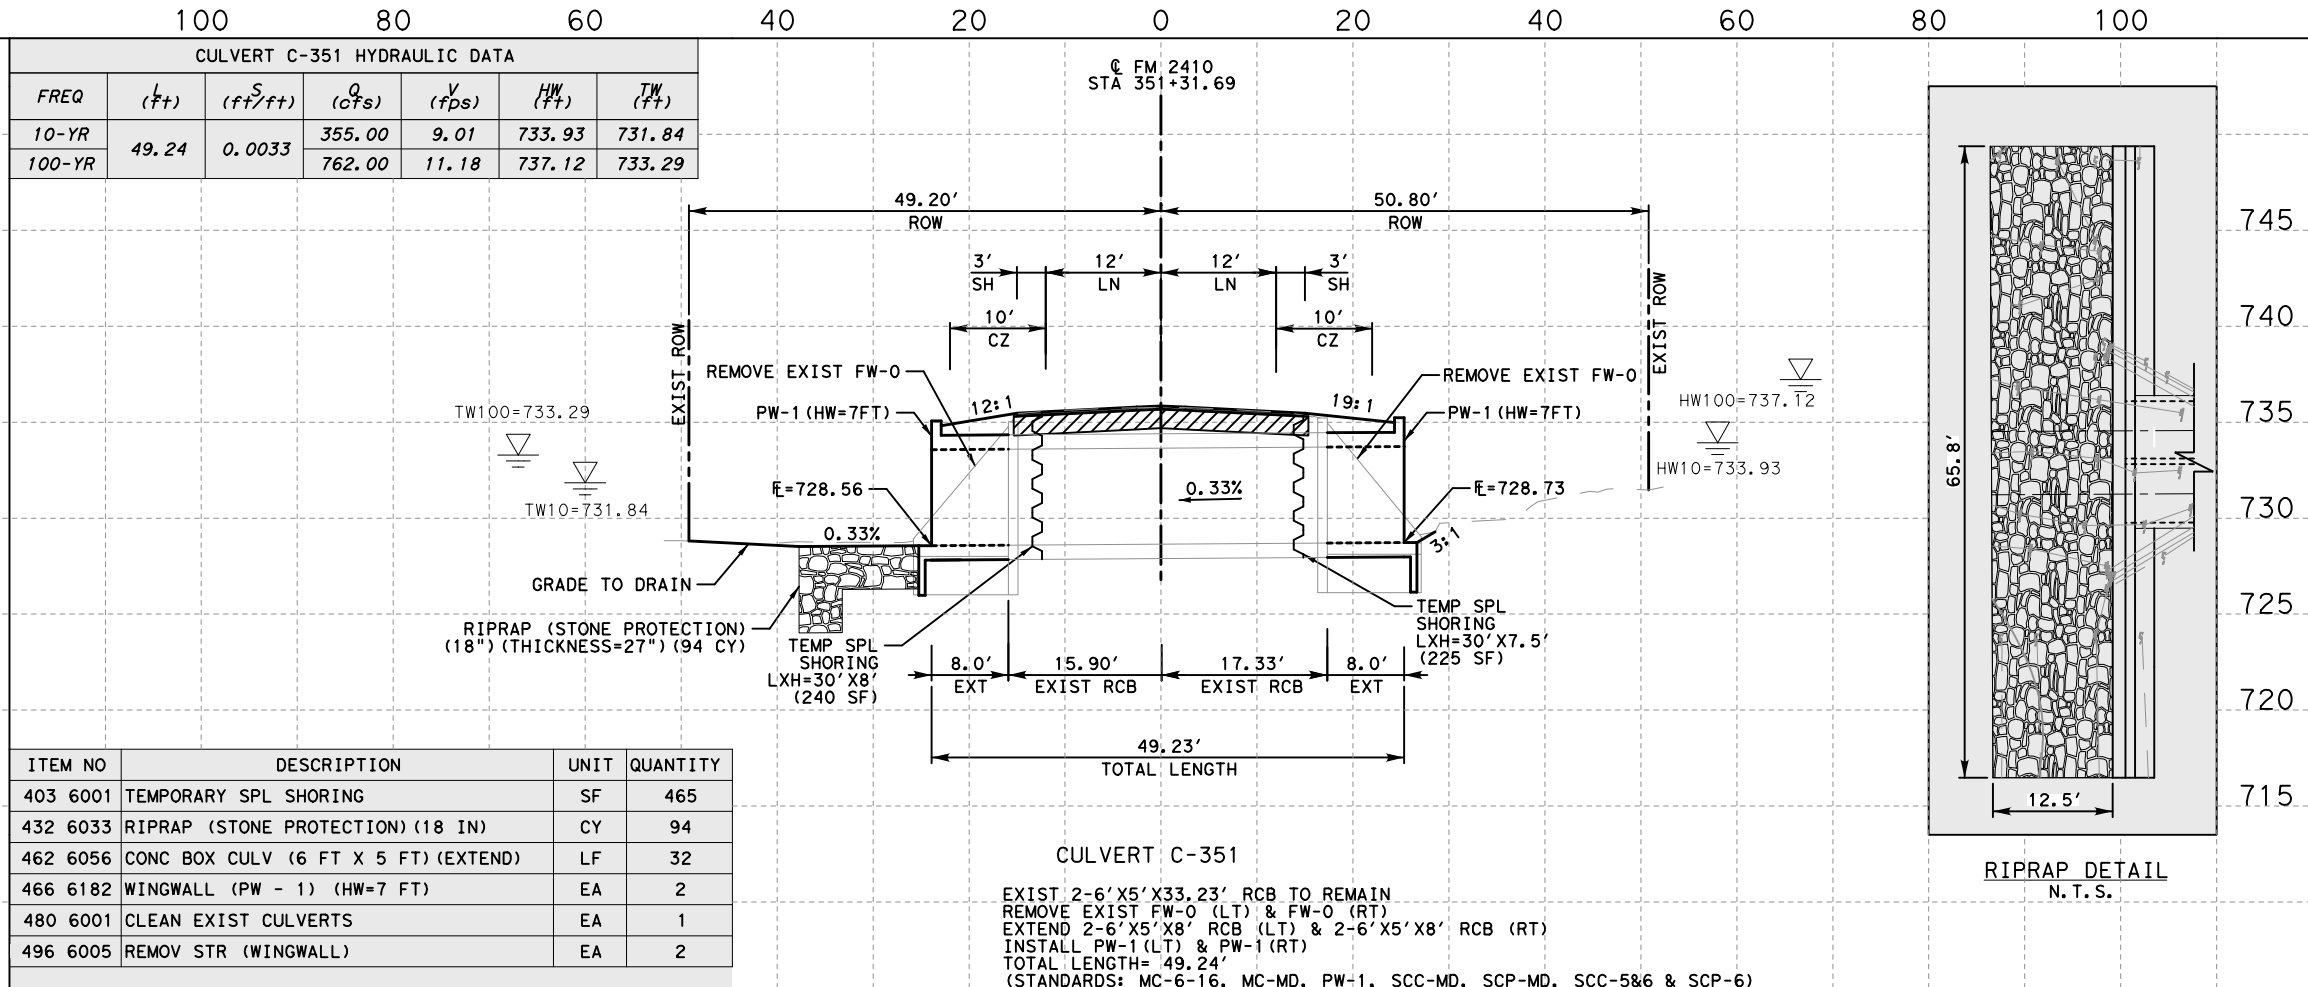 100 80 60 40 20 0 20 40 60 80 100
CULVERT C-351 HYDRAULIC DATA
FREQ L (ft) S (ft/ft) Q (cfs) V (fps) HW (ft) TW (ft)
10-YR 49.24 0.0033 355.00 9.01 733.93 731.84
100-YR 762.00 11.18 737.12 733.29
℄ FM 2410
STA 351+31.69
49.20′
ROW
50.80′
ROW
3′
SH
12′
LN
12′
LN
3′
SH
10′
CZ
10′
CZ
EXIST ROW
EXIST ROW
REMOVE EXIST FW-0
REMOVE EXIST FW-0
12:1
19:1
PW-1 (HW=7FT)
PW-1 (HW=7FT)
TW100=733.29
TW10=731.84
HW100=737.12
HW10=733.93
FL=728.56
FL=728.73
0.33%
0.33%
3:1
GRADE TO DRAIN
RIPRAP (STONE PROTECTION)
(18") (THICKNESS=27") (94 CY)
TEMP SPL
SHORING
LXH=30′X8′
(240 SF)
TEMP SPL
SHORING
LXH=30′X7.5′
(225 SF)
8.0′
EXT
15.90′
EXIST RCB
17.33′
EXIST RCB
8.0′
EXT
49.23′
TOTAL LENGTH
745
740
735
730
725
720
715
65.8′
12.5′
RIPRAP DETAIL
N.T.S.
ITEM NO DESCRIPTION UNIT QUANTITY
403 6001 TEMPORARY SPL SHORING SF 465
432 6033 RIPRAP (STONE PROTECTION) (18 IN) CY 94
462 6056 CONC BOX CULV (6 FT X 5 FT) (EXTEND) LF 32
466 6182 WINGWALL (PW - 1) (HW=7 FT) EA 2
480 6001 CLEAN EXIST CULVERTS EA 1
496 6005 REMOV STR (WINGWALL) EA 2
CULVERT C-351
EXIST 2-6′X5′X33.23′ RCB TO REMAIN
REMOVE EXIST FW-0 (LT) & FW-0 (RT)
EXTEND 2-6′X5′X8′ RCB (LT) & 2-6′X5′X8′ RCB (RT)
INSTALL PW-1 (LT) & PW-1 (RT)
TOTAL LENGTH= 49.24′
(STANDARDS: MC-6-16, MC-MD, PW-1, SCC-MD, SCP-MD, SCC-5&6 & SCP-6)